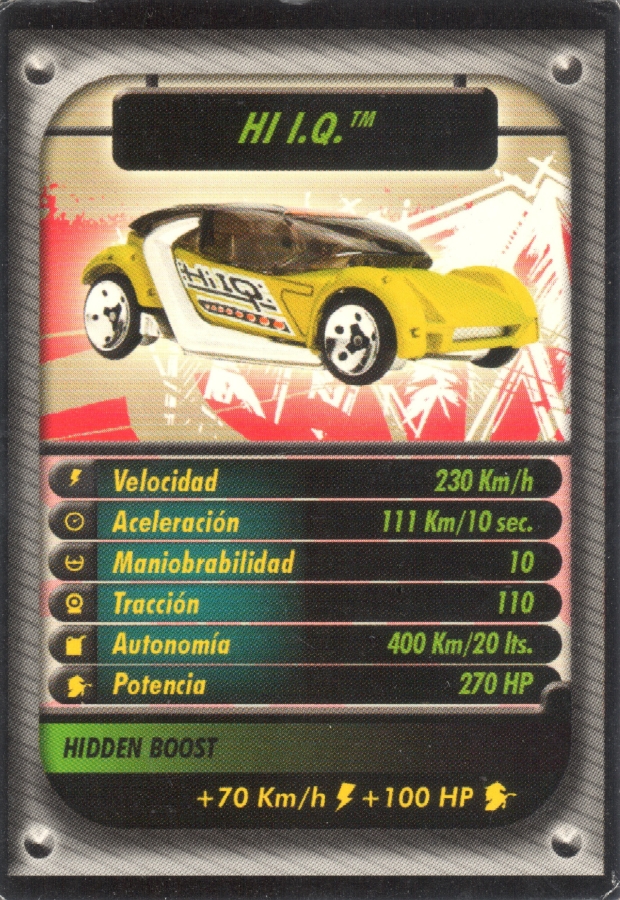 HI I.Q.™
Hi I.Q.
Velocidad 230 Km/h
Aceleración 111 Km/10 sec.
Maniobrabilidad 10
Tracción 110
Autonomía 400 Km/20 lts.
Potencia 270 HP
HIDDEN BOOST
+70 Km/h +100 HP